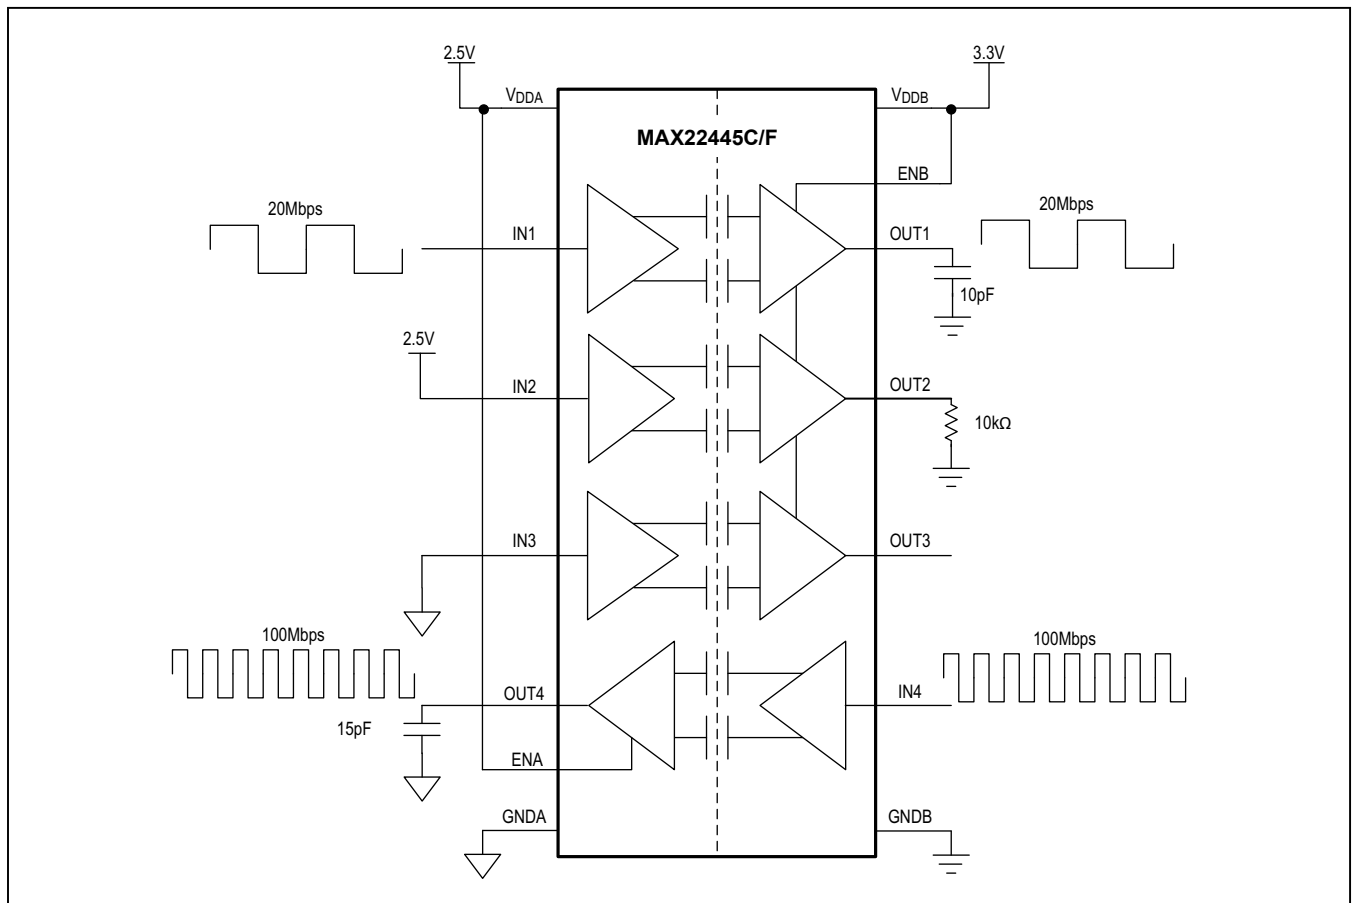 2.5V
3.3V
VDDA
VDDB
MAX22445C/F
ENB
20Mbps
20Mbps
IN1
OUT1
10pF
2.5V
IN2
OUT2
10kΩ
IN3
OUT3
100Mbps
100Mbps
OUT4
IN4
15pF
ENA
GNDA
GNDB